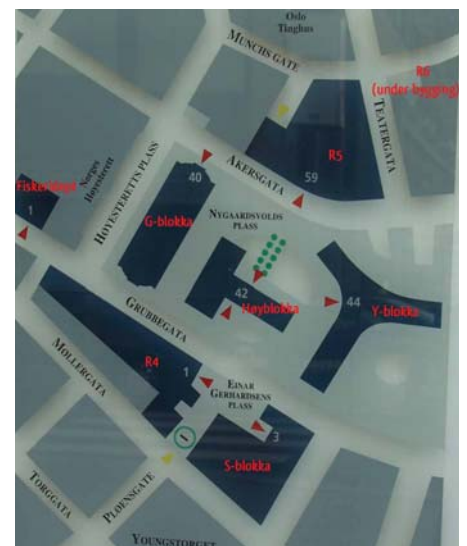 Oslo
Tinghus
MUNCHS GATE
R6
(under bygging)
TEATERGATA
R5
AKERSGATA
59
40
Norges
Høyesterett
1
HØYESTERETTS PLASS
G-blokka
NYGAARDSVOLDS
PLASS
42
Høyblokka
44
Y-blokka
GRUBBEGATA
MØLLERGATA
R4
1
EINAR
GERHARDSENS
PLASS
3
S-blokka
TORGGATA
PLOENSGATE
YOUNGSTORGET